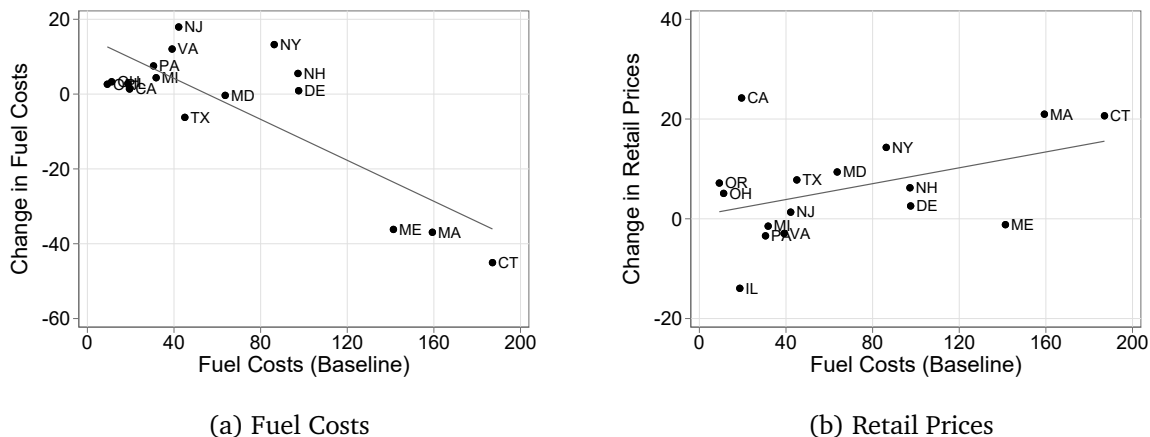 20
0
-20
-40
-60
0 40 80 120 160 200
Change in Fuel Costs
Fuel Costs (Baseline)
NJ
VA
NY
PA
MI
NH
OH
CA
DE
MD
TX
ME
MA
CT
(a) Fuel Costs
40
20
0
-20
0 40 80 120 160 200
Change in Retail Prices
Fuel Costs (Baseline)
CA
MA
CT
NY
MD
TX
OR
NH
OH
DE
NJ
MI
ME
PA
VA
IL
(b) Retail Prices